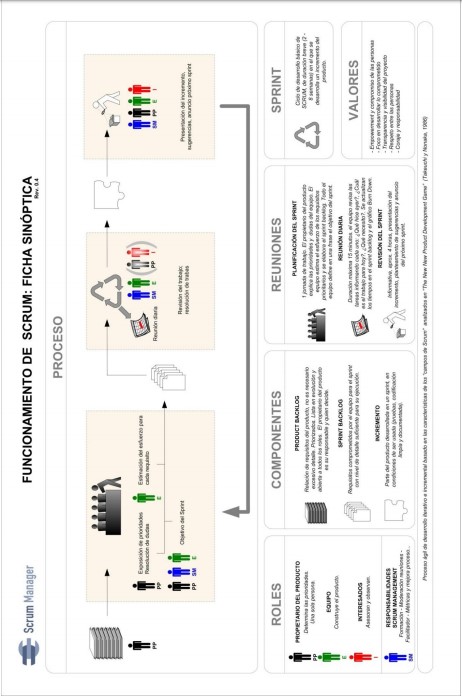 Scrum Manager
FUNCIONAMIENTO DE SCRUM: FICHA SINÓPTICA
Rev. 0.4
PROCESO
PP
Exposición de prioridades
Resolución de dudas
PP
E
Estimación del esfuerzo para
cada requisito
PP SM E
Objetivo del Sprint
Reunión diaria
SM E ( PP I )
Revisión del trabajo;
resolución de trabas
SM PP E I
Presentación del incremento,
sugerencias, anuncio próximo sprint
ROLES
PP
PROPIETARIO DEL PRODUCTO
Determina las prioridades.
Una sola persona.
E
EQUIPO
Construye el producto.
I
INTERESADOS
Asesoran y observan.
SM
RESPONSABILIDADES
SCRUM MANAGEMENT
Formación - Moderación reuniones -
Facilitador - Métricas y mejora proceso...
COMPONENTES
PRODUCT BACKLOG
Relación de requisitos del producto, no es necesario
excesivo detalle. Priorizados. Lista en evolución y
abierta a todos los roles. El propietario del producto
es su responsable y quien decide.
SPRINT BACKLOG
Requisitos comprometidos por el equipo para el sprint
con nivel de detalle suficiente para su ejecución.
INCREMENTO
Parte del producto desarrollada en un sprint, en
condiciones de ser usada (pruebas, codificación
limpia y documentada).
REUNIONES
PLANIFICACIÓN DEL SPRINT
1 jornada de trabajo. El propietario del producto
explica las prioridades y dudas del equipo. El
equipo estima el esfuerzo de los requisitos
prioritarios y se elabora el sprint backlog. Todo el
equipo define en una frase el objetivo del sprint.
REUNIÓN DIARIA
Duración máxima 15 minutos. el equipo revisa las
tareas informando cada uno: ¿Qué hice ayer?, ¿Cuál
es el trabajo para hoy?, ¿Qué necesito?. Se actualizan
los tiempos en el sprint backlog y el gráfico Burn Down.
REVISIÓN DEL SPRINT
Informativa, aprox. 4 horas, presentación del
incremento, planteamiento de sugerencias y anuncio
del próximo sprint.
SPRINT
Ciclo de desarrollo básico de
SCRUM, de duración breve (2 -
8 semanas) en el que se
desarrolla un incremento del
producto.
VALORES
- Empowerment y compromiso de las personas
- Foco en desarrollar lo comprometido
- Transparencia y visibilidad del proyecto
- Respeto entre las personas
- Coraje y responsabilidad
Proceso ágil de desarrollo iterativo e incremental basado en las características de los "campos de Scrum" analizados en "The New New Product Development Game" (Takeuchi y Nonaka, 1986)